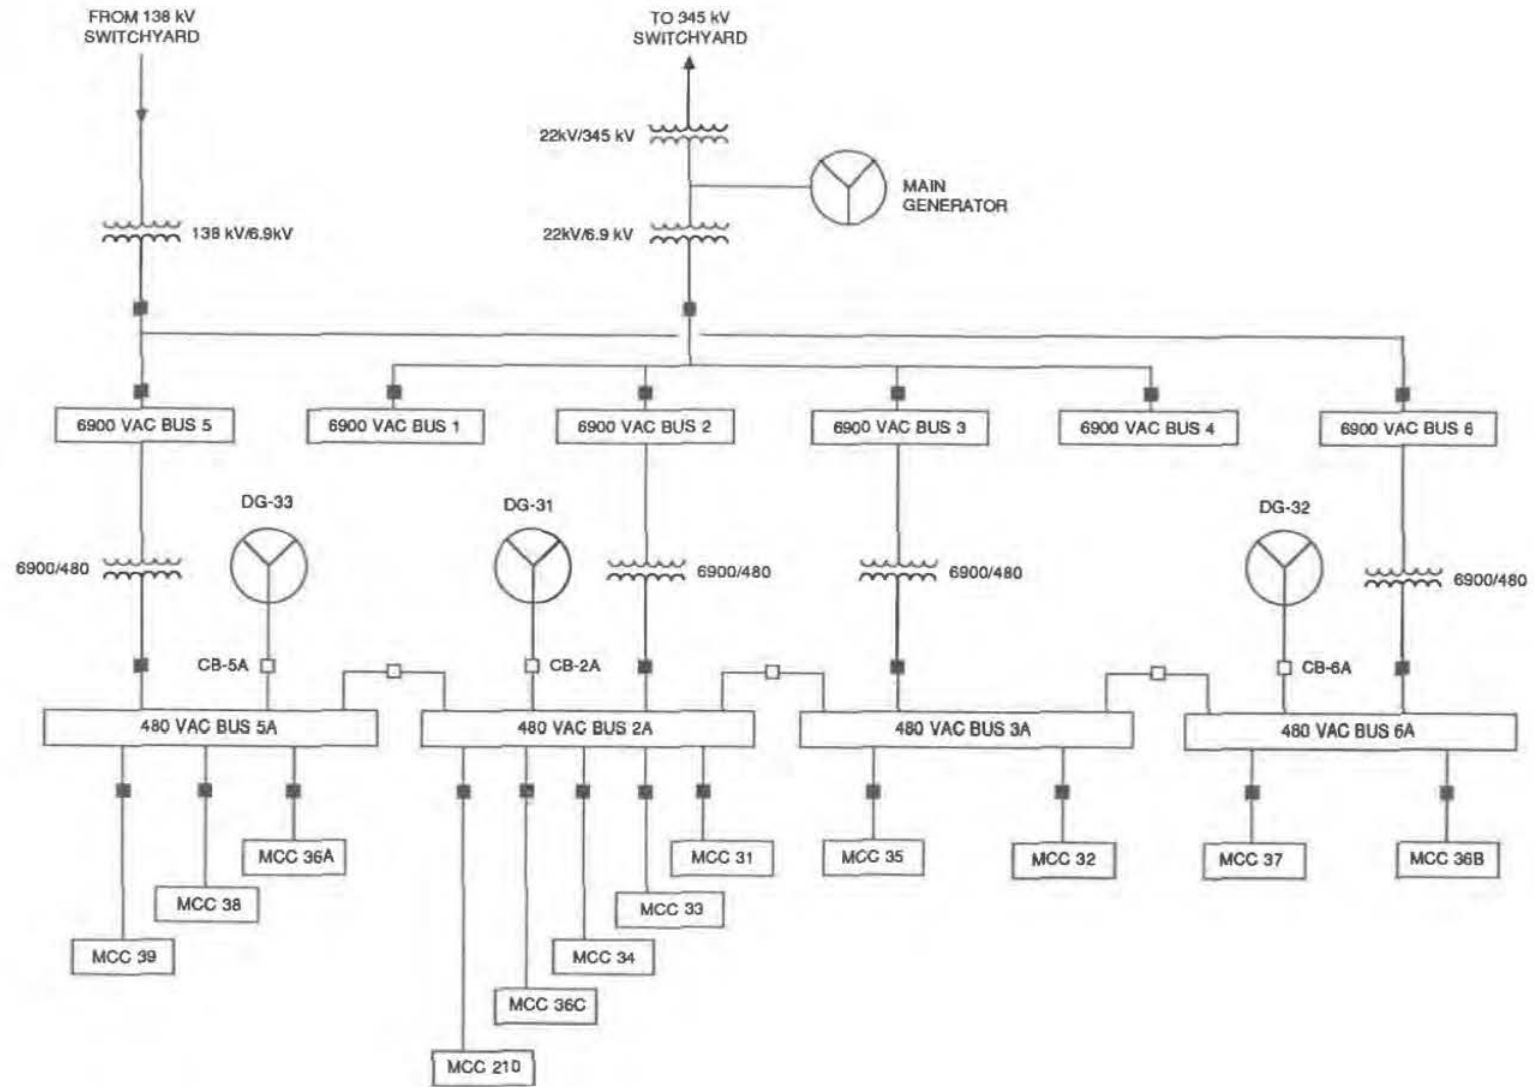 FROM 138 kV
SWITCHYARD
TO 345 kV
SWITCHYARD
22kV/345 kV
MAIN
GENERATOR
138 kV/6.9kV
22kV/6.9 kV
6900 VAC BUS 5
6900 VAC BUS 1
6900 VAC BUS 2
6900 VAC BUS 3
6900 VAC BUS 4
6900 VAC BUS 6
DG-33
DG-31
DG-32
6900/480
6900/480
6900/480
6900/480
CB-5A
CB-2A
CB-6A
480 VAC BUS 5A
480 VAC BUS 2A
480 VAC BUS 3A
480 VAC BUS 6A
MCC 36A
MCC 31
MCC 35
MCC 32
MCC 37
MCC 36B
MCC 38
MCC 33
MCC 39
MCC 34
MCC 36C
MCC 210